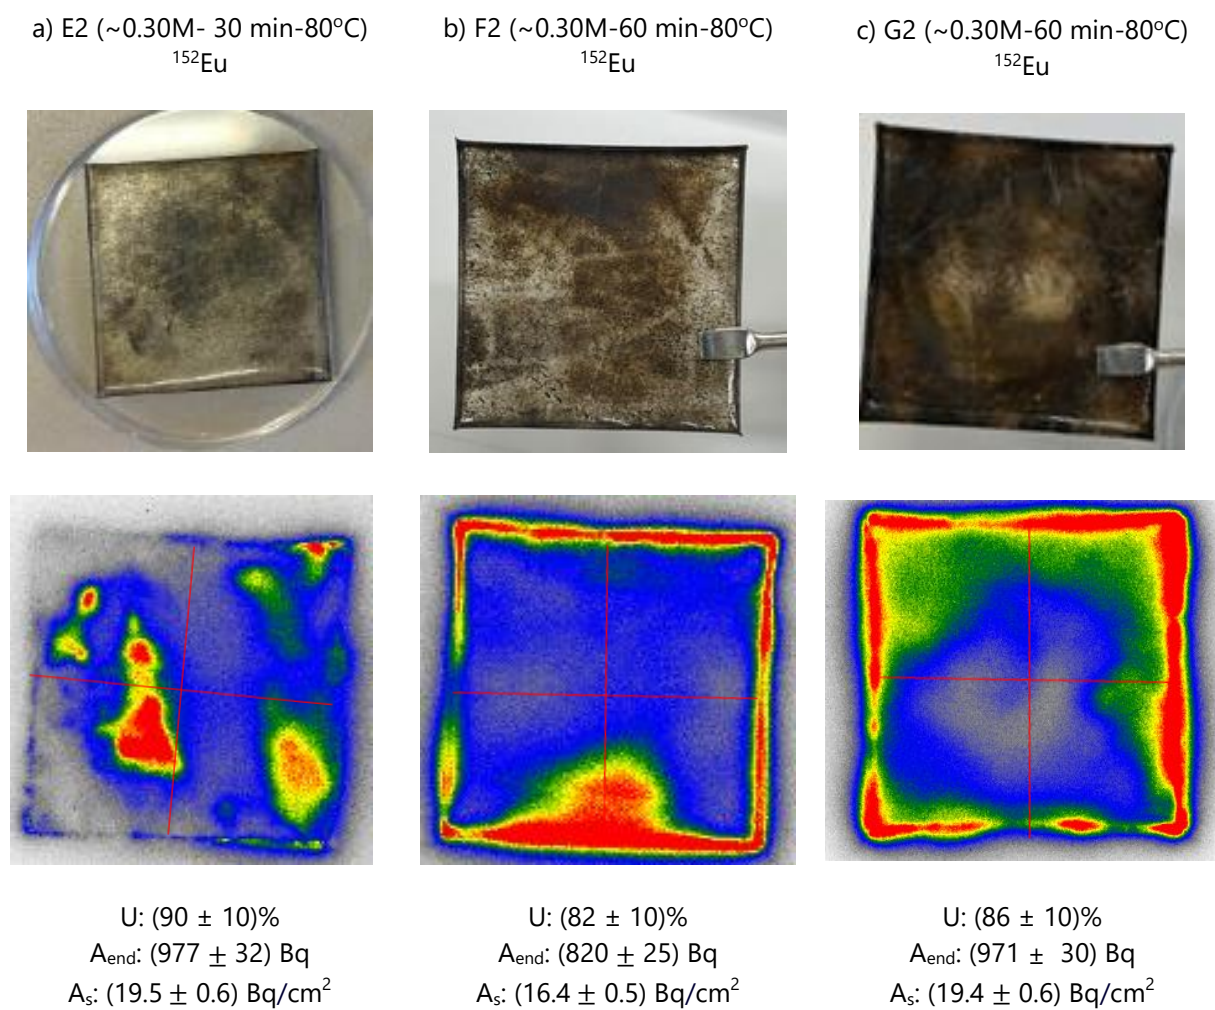 a) E2 (~0.30M- 30 min-80ºC)
¹⁵²Eu
b) F2 (~0.30M-60 min-80ºC)
¹⁵²Eu
c) G2 (~0.30M-60 min-80ºC)
¹⁵²Eu
U: (90 ± 10)%
Aend: (977 ± 32) Bq
As: (19.5 ± 0.6) Bq/cm²
U: (82 ± 10)%
Aend: (820 ± 25) Bq
As: (16.4 ± 0.5) Bq/cm²
U: (86 ± 10)%
Aend: (971 ± 30) Bq
As: (19.4 ± 0.6) Bq/cm²